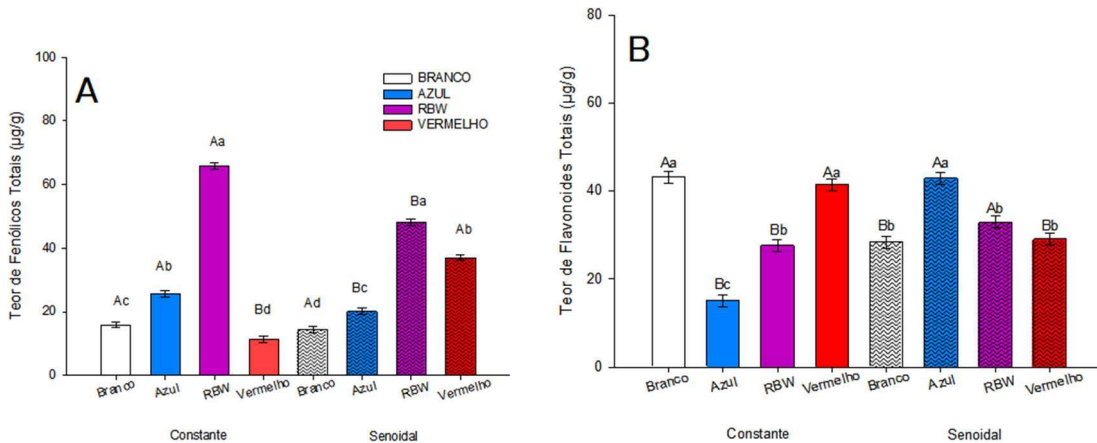 A
Teor de Fenólicos Totais (µg/g)
100
80
60
40
20
0
BRANCO
AZUL
RBW
VERMELHO
Ac
Ab
Aa
Bd
Ad
Bc
Ba
Ab
Branco Azul RBW Vermelho Branco Azul RBW Vermelho
Constante Senoidal
B
Teor de Flavonoides Totais (µg/g)
80
60
40
20
0
Aa
Bc
Bb
Aa
Bb
Aa
Ab
Bb
Branco Azul RBW Vermelho Branco Azul RBW Vermelho
Constante Senoidal